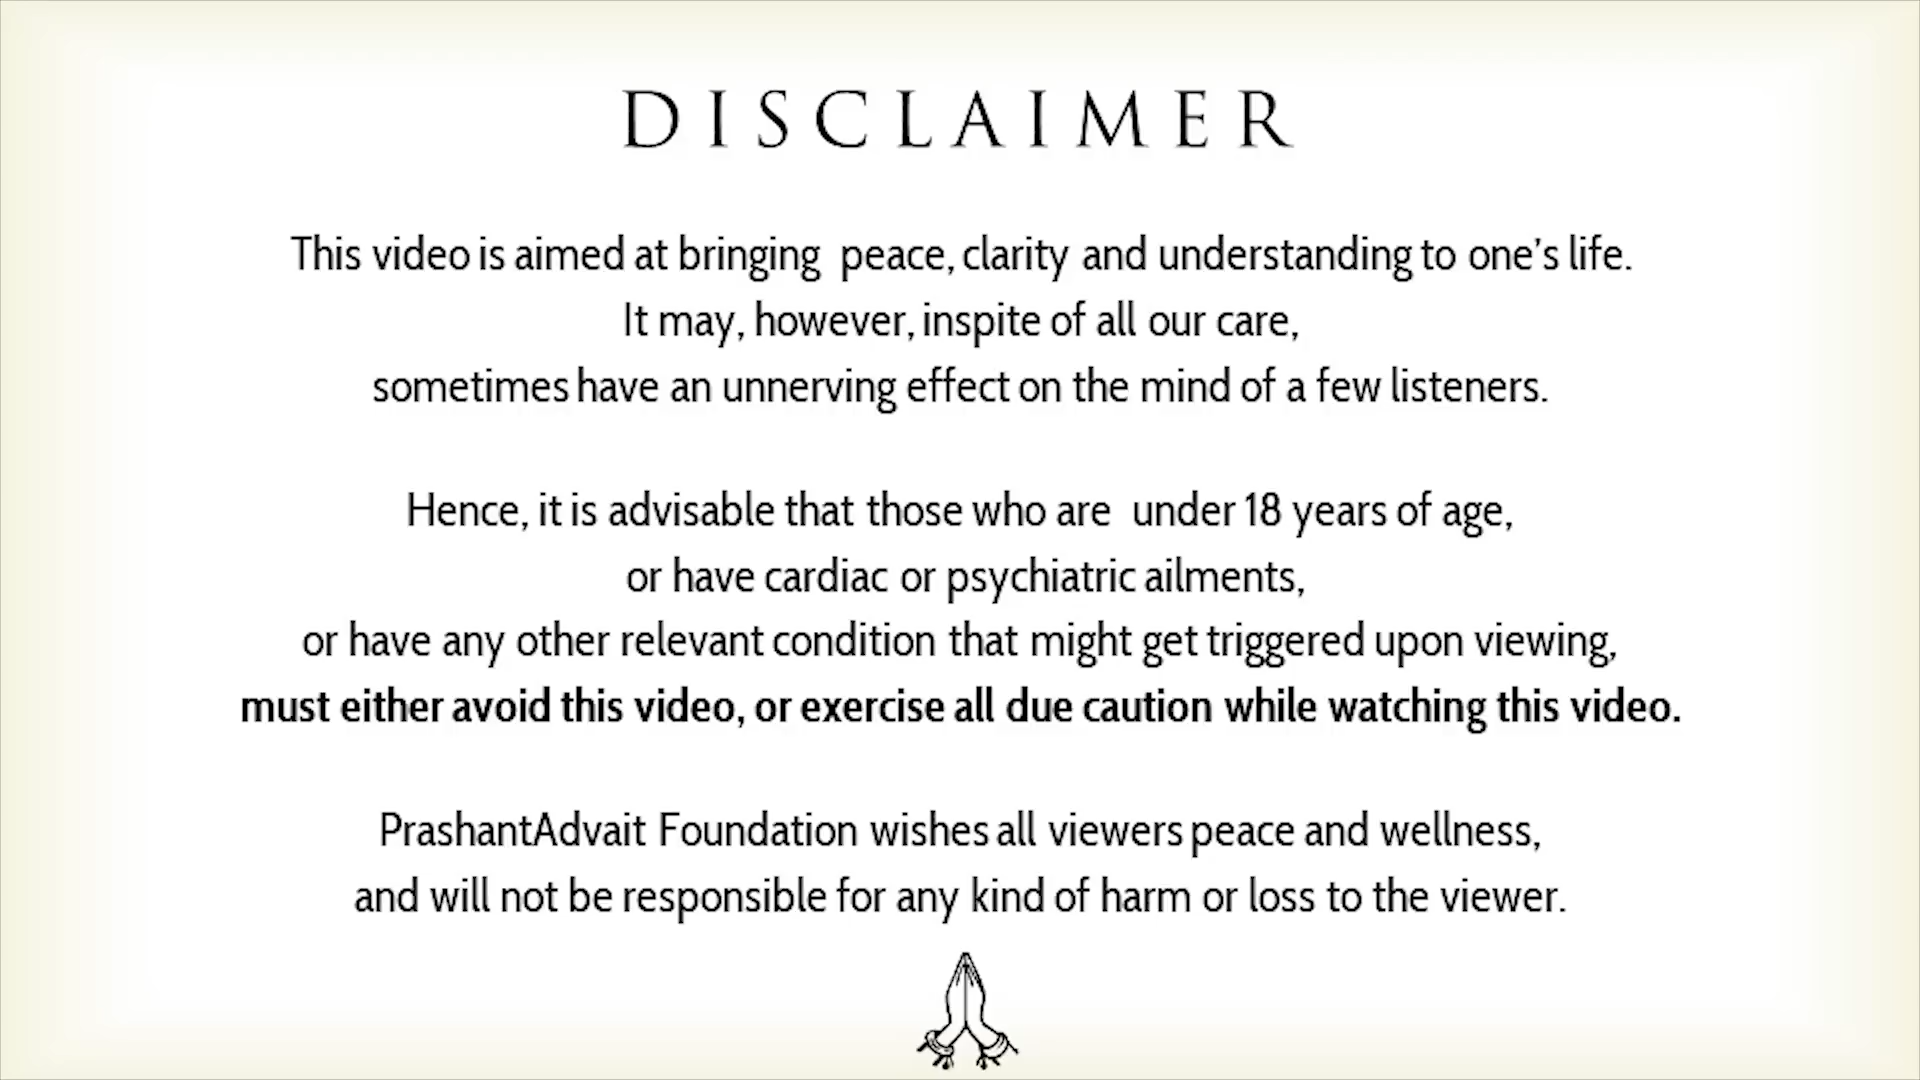 DISCLAIMER
This video is aimed at bringing peace, clarity and understanding to one's life.
It may, however, inspite of all our care,
sometimes have an unnerving effect on the mind of a few listeners.
Hence, it is advisable that those who are under 18 years of age,
or have cardiac or psychiatric ailments,
or have any other relevant condition that might get triggered upon viewing,
must either avoid this video, or exercise all due caution while watching this video.
PrashantAdvait Foundation wishes all viewers peace and wellness,
and will not be responsible for any kind of harm or loss to the viewer.